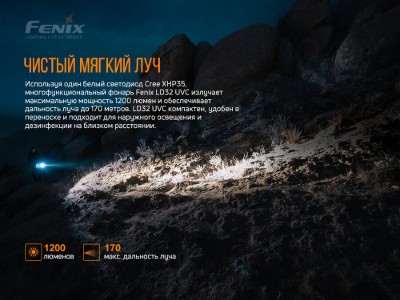 FENIX
ЧИСТЫЙ МЯГКИЙ ЛУЧ
Используя один белый светодиод Cree XHP35,
многофункциональный фонарь Fenix LD32 UVC излучает
максимальную мощность 1200 люмен и обеспечивает
дальность луча до 170 метров. LD32 UVC компактен, удобен в
переноске и подходит для наружного освещения и
дезинфекции на близком расстоянии.
1200
люменов
170
макс. дальность луча